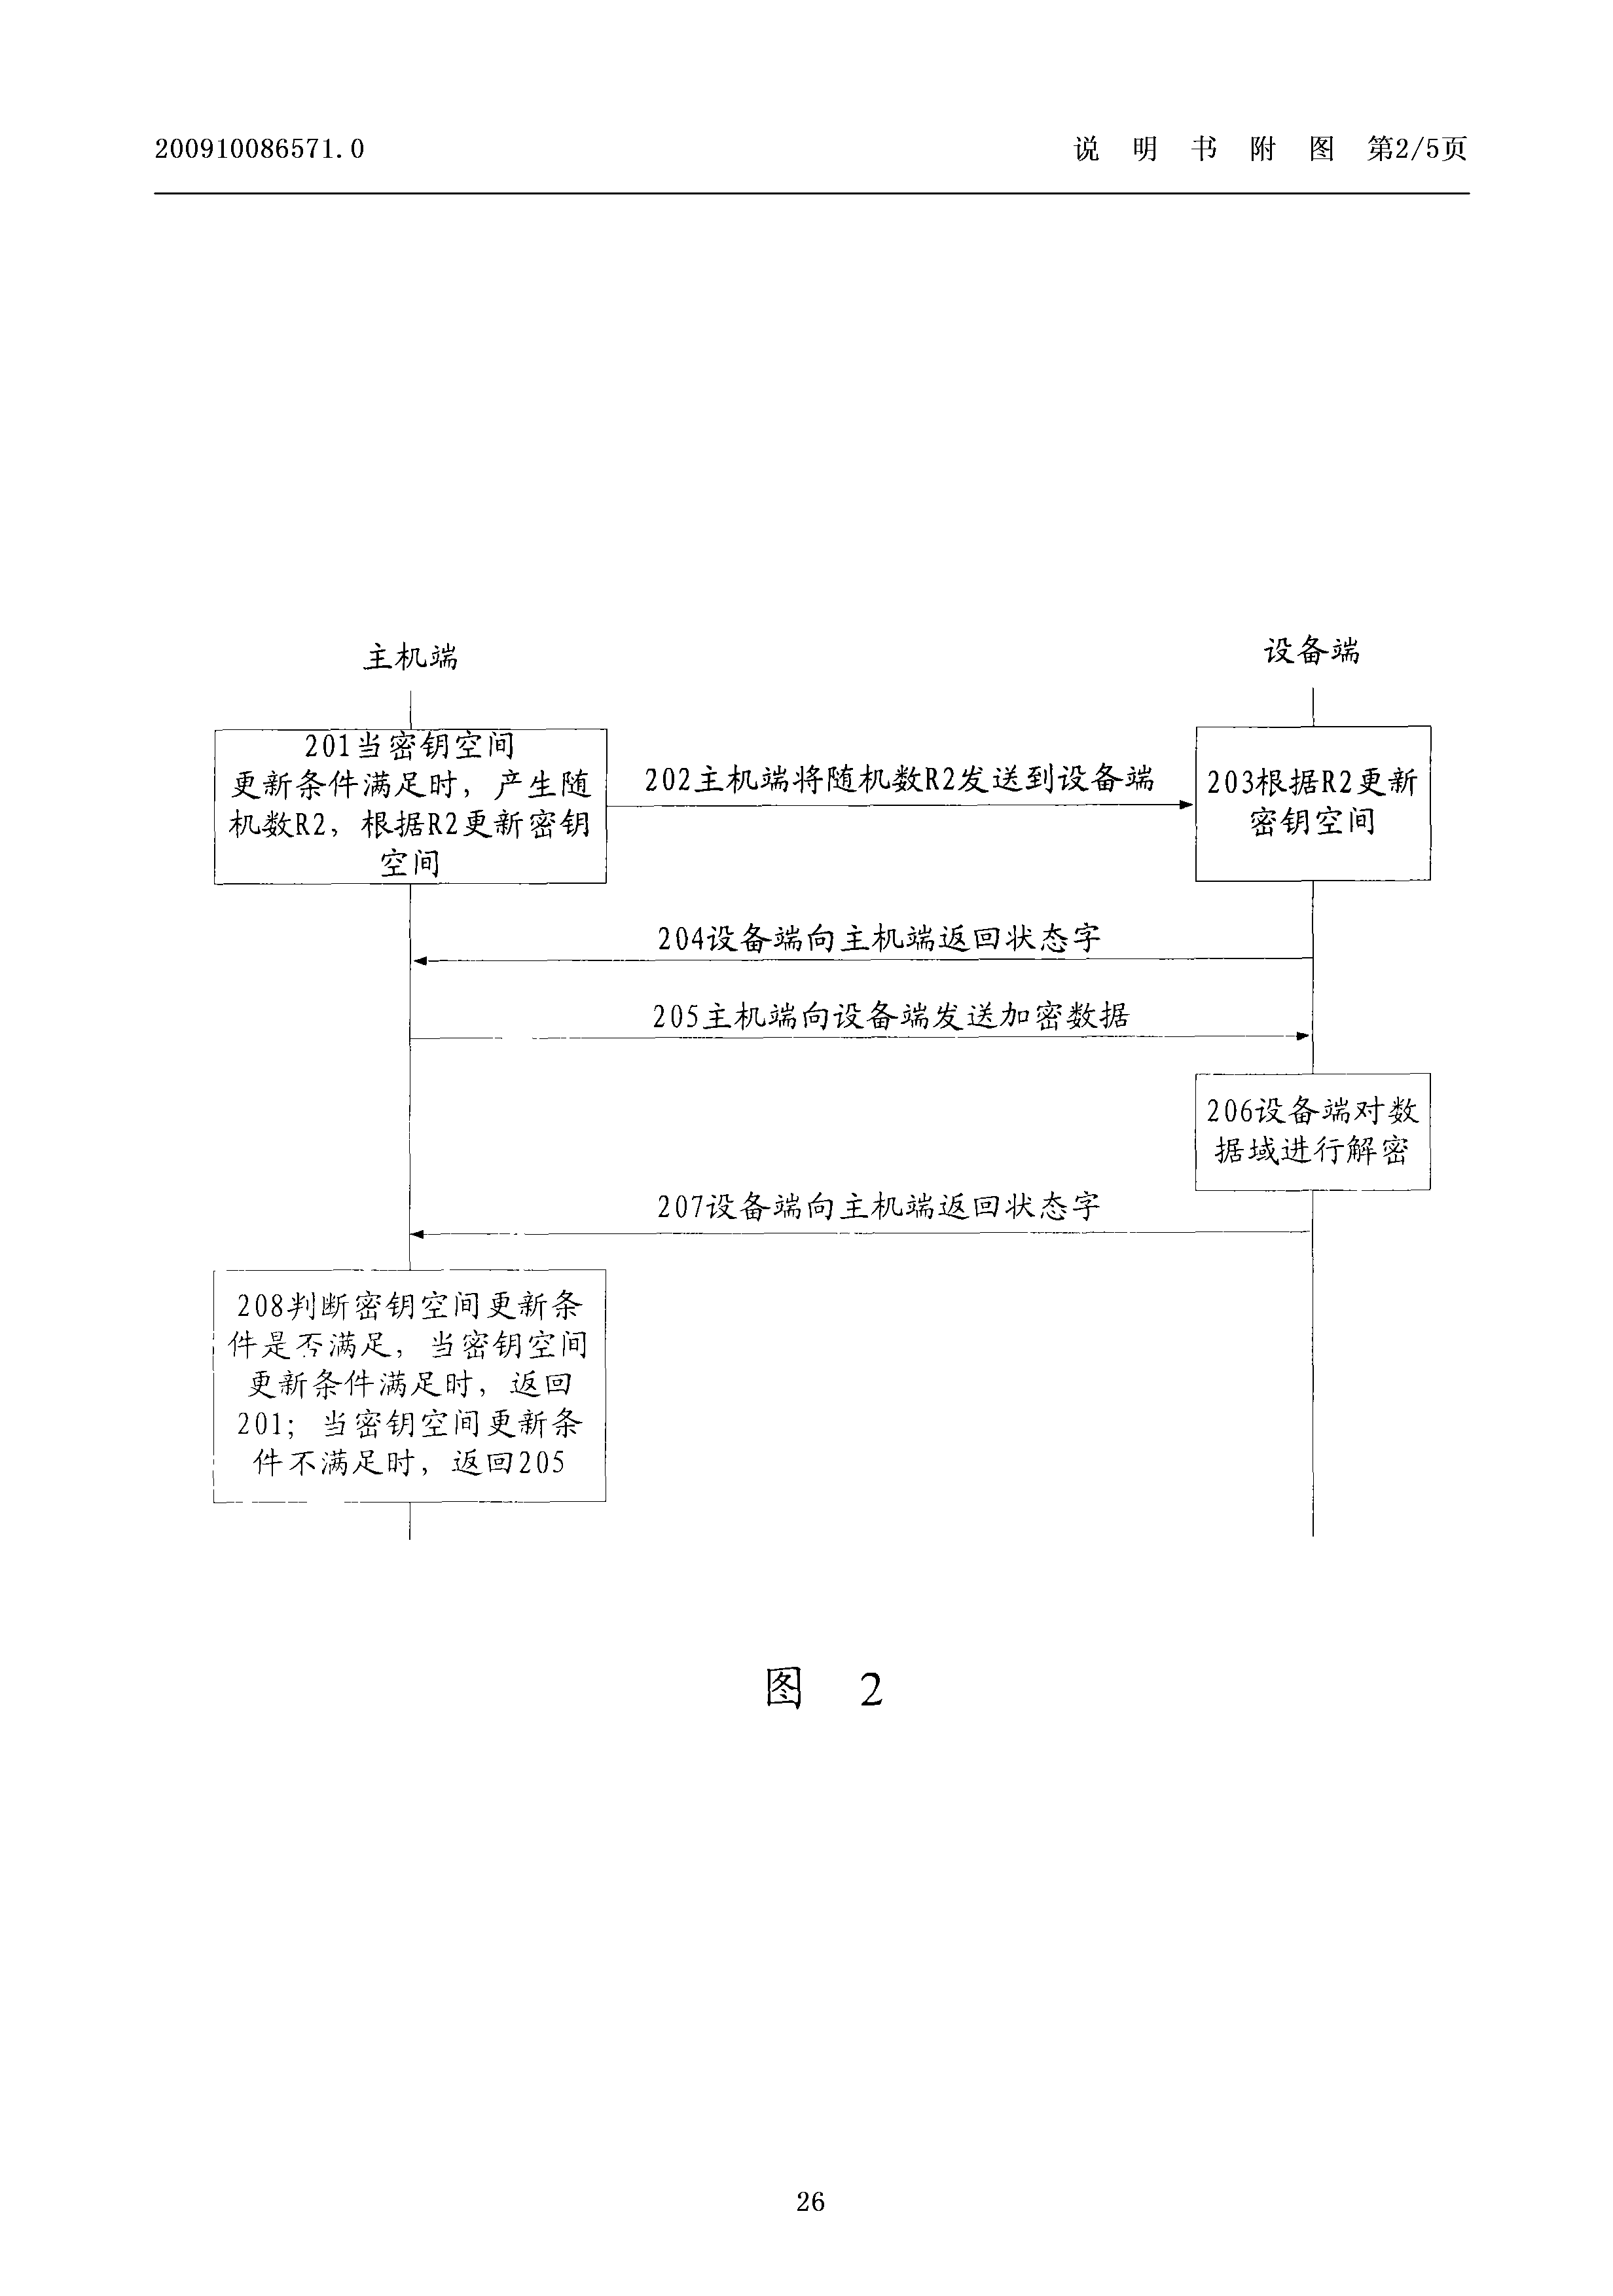 200910086571.0
说 明 书 附 图 第2/5页
主机端
设备端
201当密钥空间
更新条件满足时，产生随
机数R2，根据R2更新密钥
空间
202主机端将随机数R2发送到设备端
203根据R2更新
密钥空间
204设备端向主机端返回状态字
205主机端向设备端发送加密数据
206设备端对数
据域进行解密
207设备端向主机端返回状态字
208判断密钥空间更新条
件是否满足，当密钥空间
更新条件满足时，返回
201；当密钥空间更新条
件不满足时，返回205
图 2
26